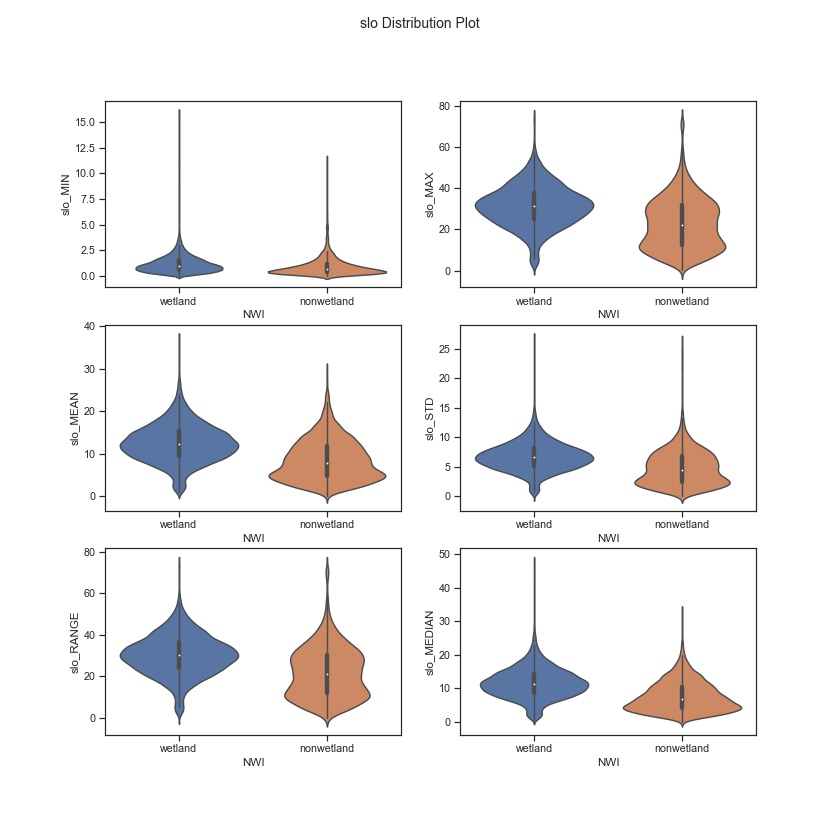 slo Distribution Plot
slo_MIN
15.0
12.5
10.0
7.5
5.0
2.5
0.0
wetland nonwetland
NWI
slo_MAX
80
60
40
20
0
wetland nonwetland
NWI
slo_MEAN
40
30
20
10
0
wetland nonwetland
NWI
slo_STD
25
20
15
10
5
0
wetland nonwetland
NWI
slo_RANGE
80
60
40
20
0
wetland nonwetland
NWI
slo_MEDIAN
50
40
30
20
10
0
wetland nonwetland
NWI